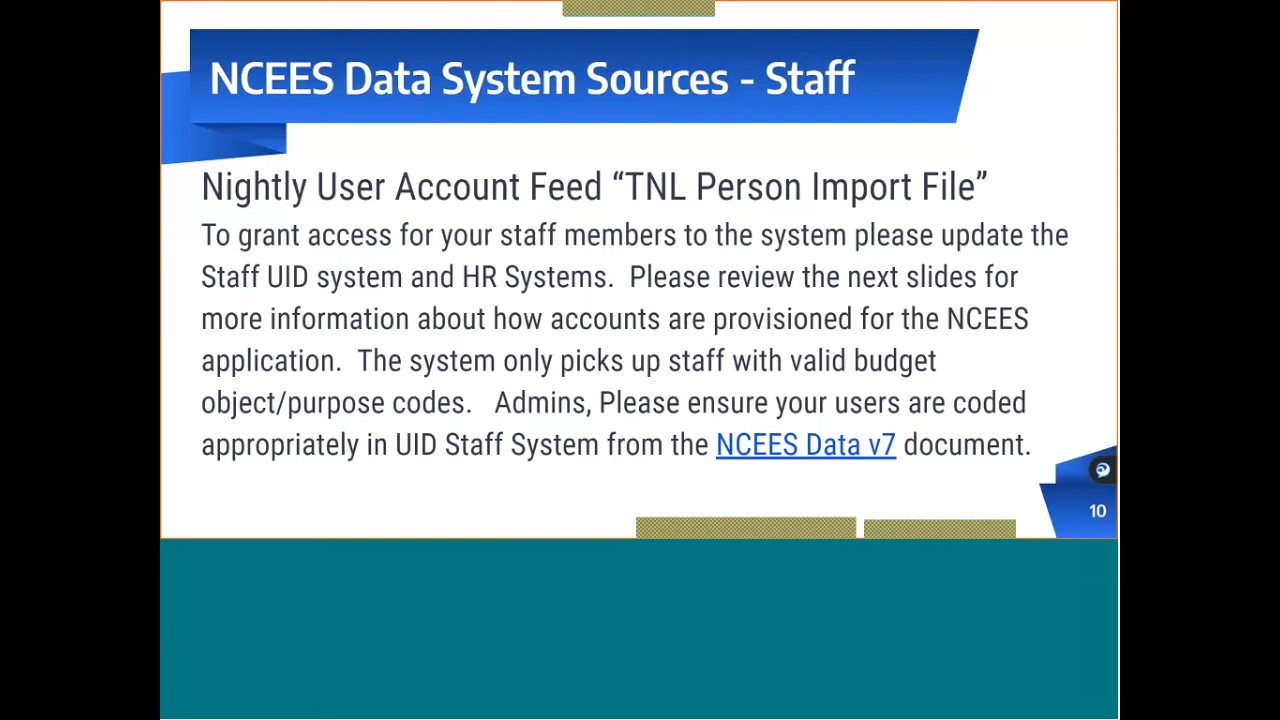 NCEES Data System Sources - Staff
Nightly User Account Feed “TNL Person Import File”
To grant access for your staff members to the system please update the
Staff UID system and HR Systems.  Please review the next slides for
more information about how accounts are provisioned for the NCEES
application.  The system only picks up staff with valid budget
object/purpose codes.   Admins, Please ensure your users are coded
appropriately in UID Staff System from the NCEES Data v7 document.
10